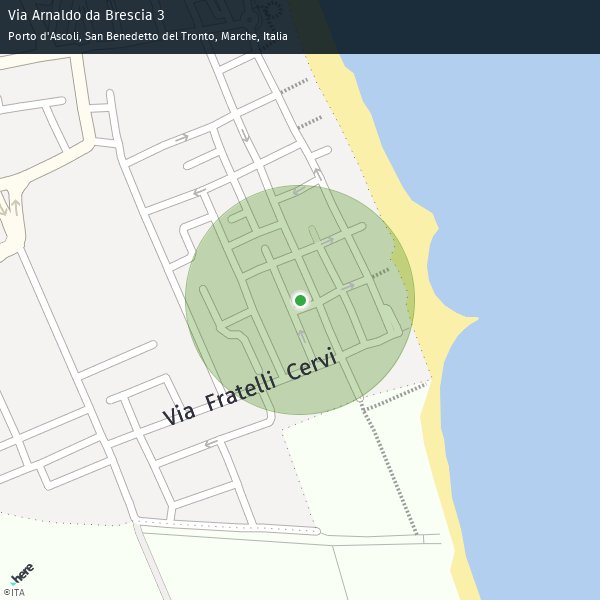 Via Arnaldo da Brescia 3
Porto d'Ascoli, San Benedetto del Tronto, Marche, Italia
Via Fratelli Cervi
here
©ITA